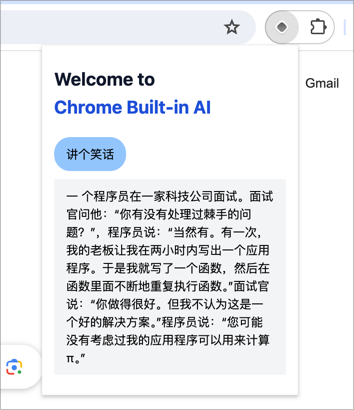 Gmail
Welcome to
Chrome Built-in AI
讲个笑话
一 个程序员在一家科技公司面试。面试
官问他：“你有没有处理过棘手的问
题？”，程序员说：“当然有。有一次，
我的老板让我在两小时内写出一个应用
程序。于是我就写了一个函数，然后在
函数里面不断地重复执行函数。”面试官
说：“你做得很好。但我不认为这是一
个好的解决方案。”程序员说：“您可能
没有考虑过我的应用程序可以用来计算
π。”